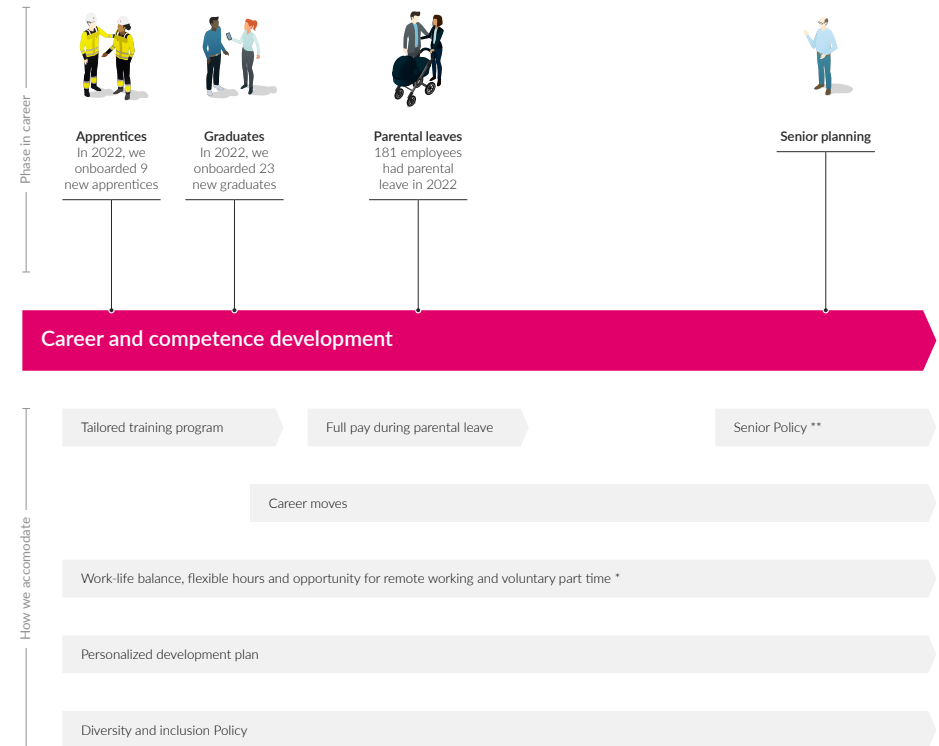 Phase in career
Apprentices
In 2022, we
onboarded 9
new apprentices
Graduates
In 2022, we
onboarded 23
new graduates
Parental leaves
181 employees
had parental
leave in 2022
Senior planning
Career and competence development
How we accomodate
Tailored training program
Full pay during parental leave
Senior Policy **
Career moves
Work-life balance, flexible hours and opportunity for remote working and voluntary part time *
Personalized development plan
Diversity and inclusion Policy